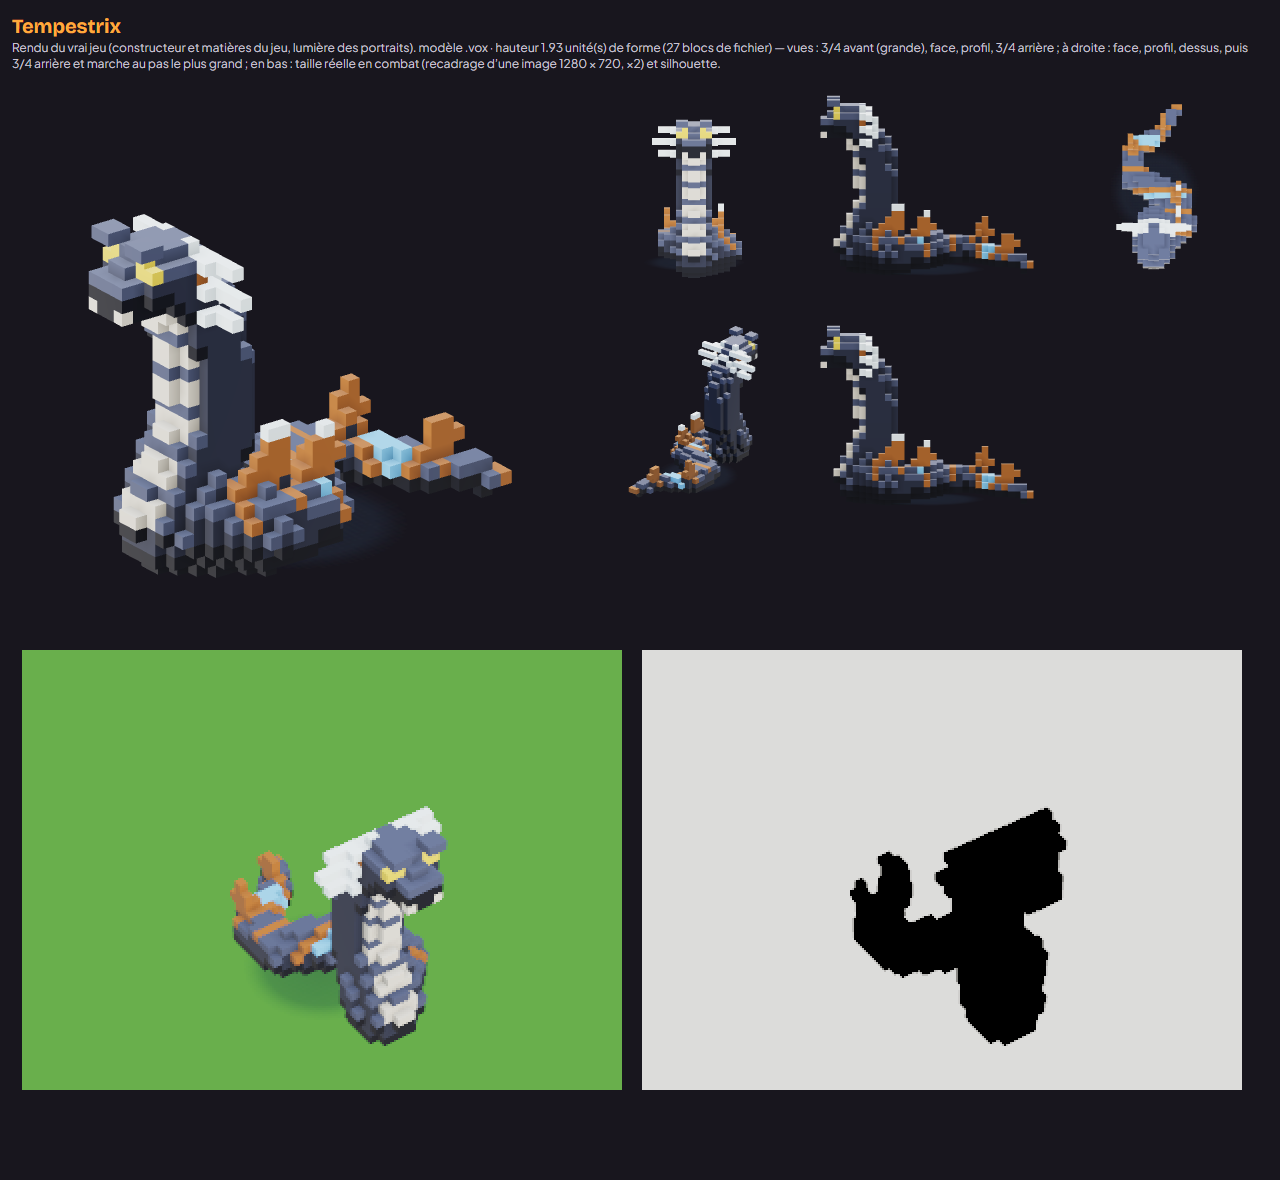 Tempestrix
Rendu du vrai jeu (constructeur et matières du jeu, lumière des portraits). modèle .vox · hauteur 1.93 unité(s) de forme (27 blocs de fichier) — vues : 3/4 avant (grande), face, profil, 3/4 arrière ; à droite : face, profil, dessus, puis
3/4 arrière et marche au pas le plus grand ; en bas : taille réelle en combat (recadrage d'une image 1280 × 720, ×2) et silhouette.